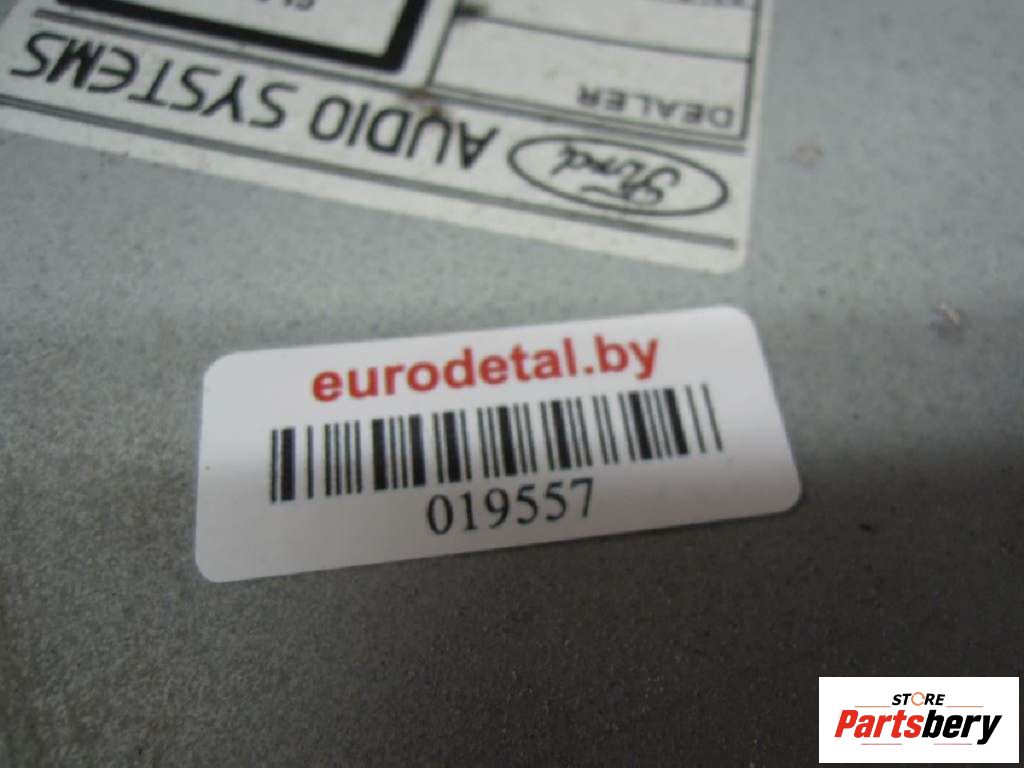 DEALER
Ford AUDIO SYSTEMS
eurodetal.by
019557
STORE
Partsbery